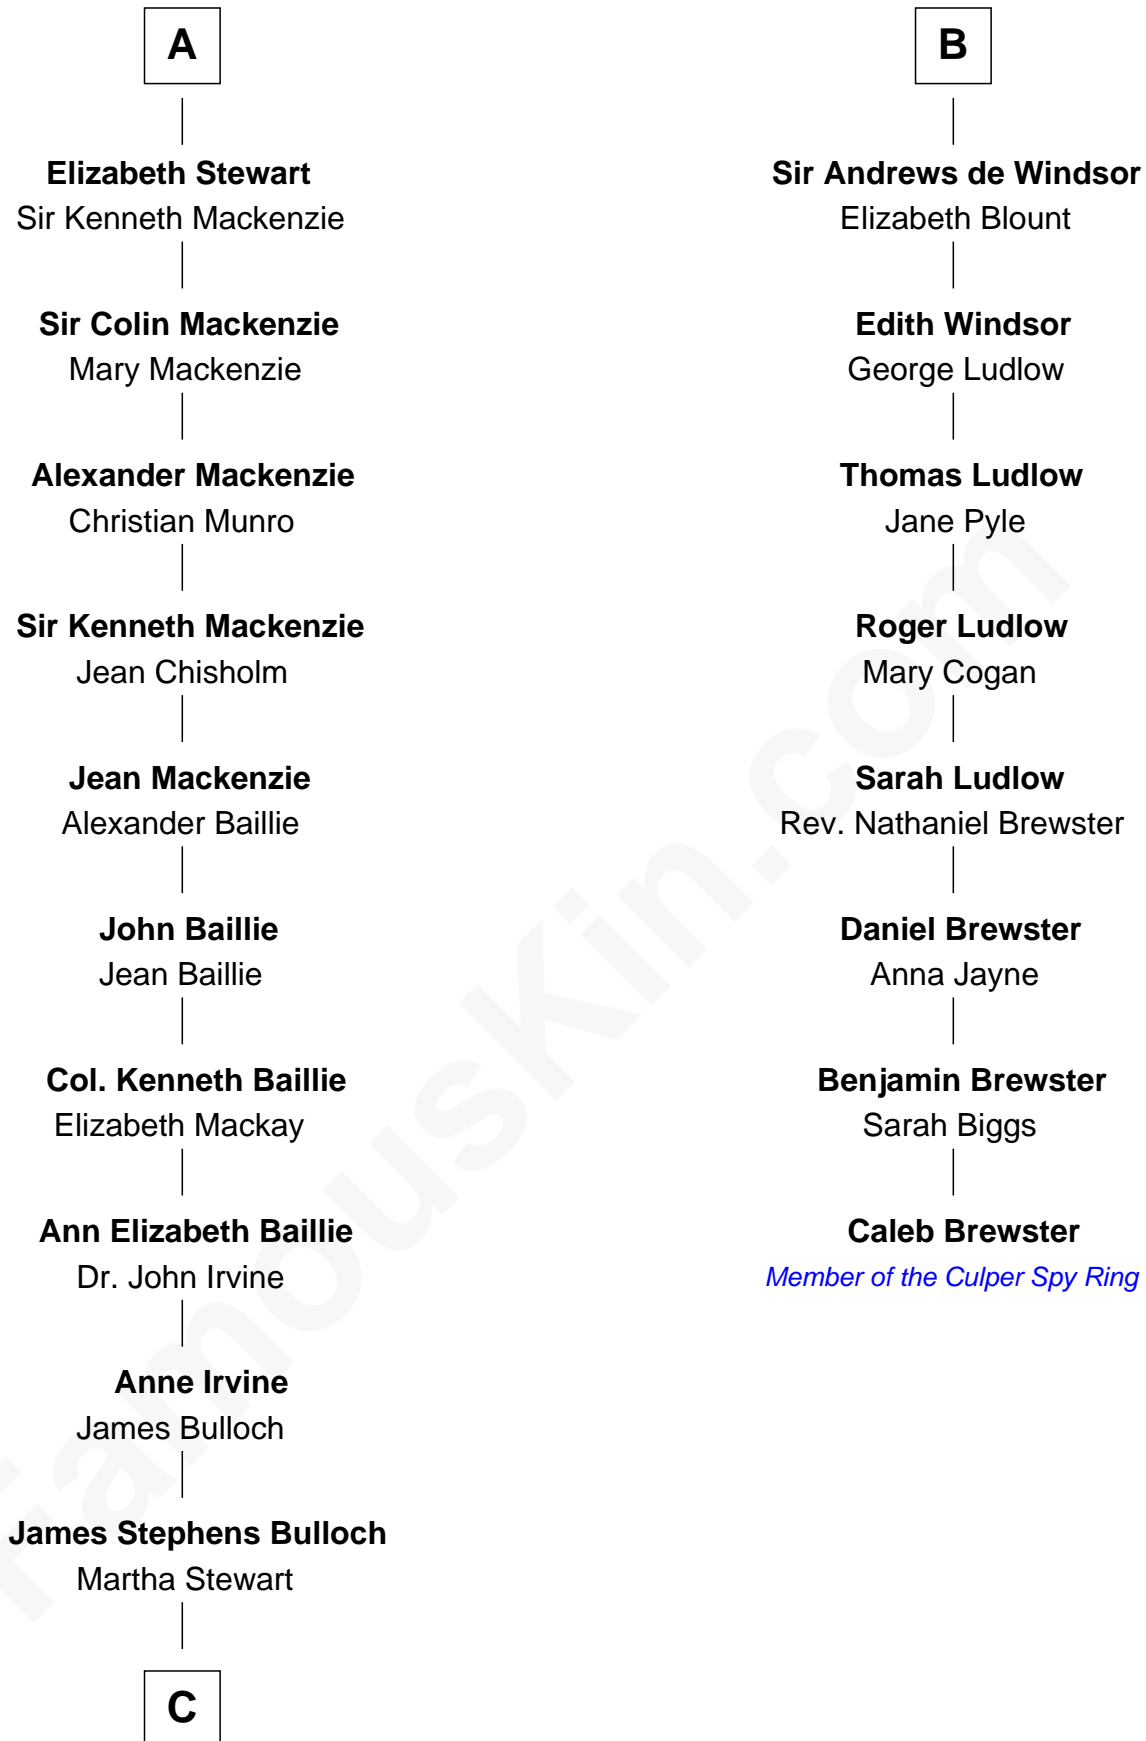 A
Elizabeth Stewart
Sir Kenneth Mackenzie
Sir Colin Mackenzie
Mary Mackenzie
Alexander Mackenzie
Christian Munro
Sir Kenneth Mackenzie
Jean Chisholm
Jean Mackenzie
Alexander Baillie
John Baillie
Jean Baillie
Col. Kenneth Baillie
Elizabeth Mackay
Ann Elizabeth Baillie
Dr. John Irvine
Anne Irvine
James Bulloch
James Stephens Bulloch
Martha Stewart
C
B
Sir Andrews de Windsor
Elizabeth Blount
Edith Windsor
George Ludlow
Thomas Ludlow
Jane Pyle
Roger Ludlow
Mary Cogan
Sarah Ludlow
Rev. Nathaniel Brewster
Daniel Brewster
Anna Jayne
Benjamin Brewster
Sarah Biggs
Caleb Brewster
Member of the Culper Spy Ring
FamousKin.com